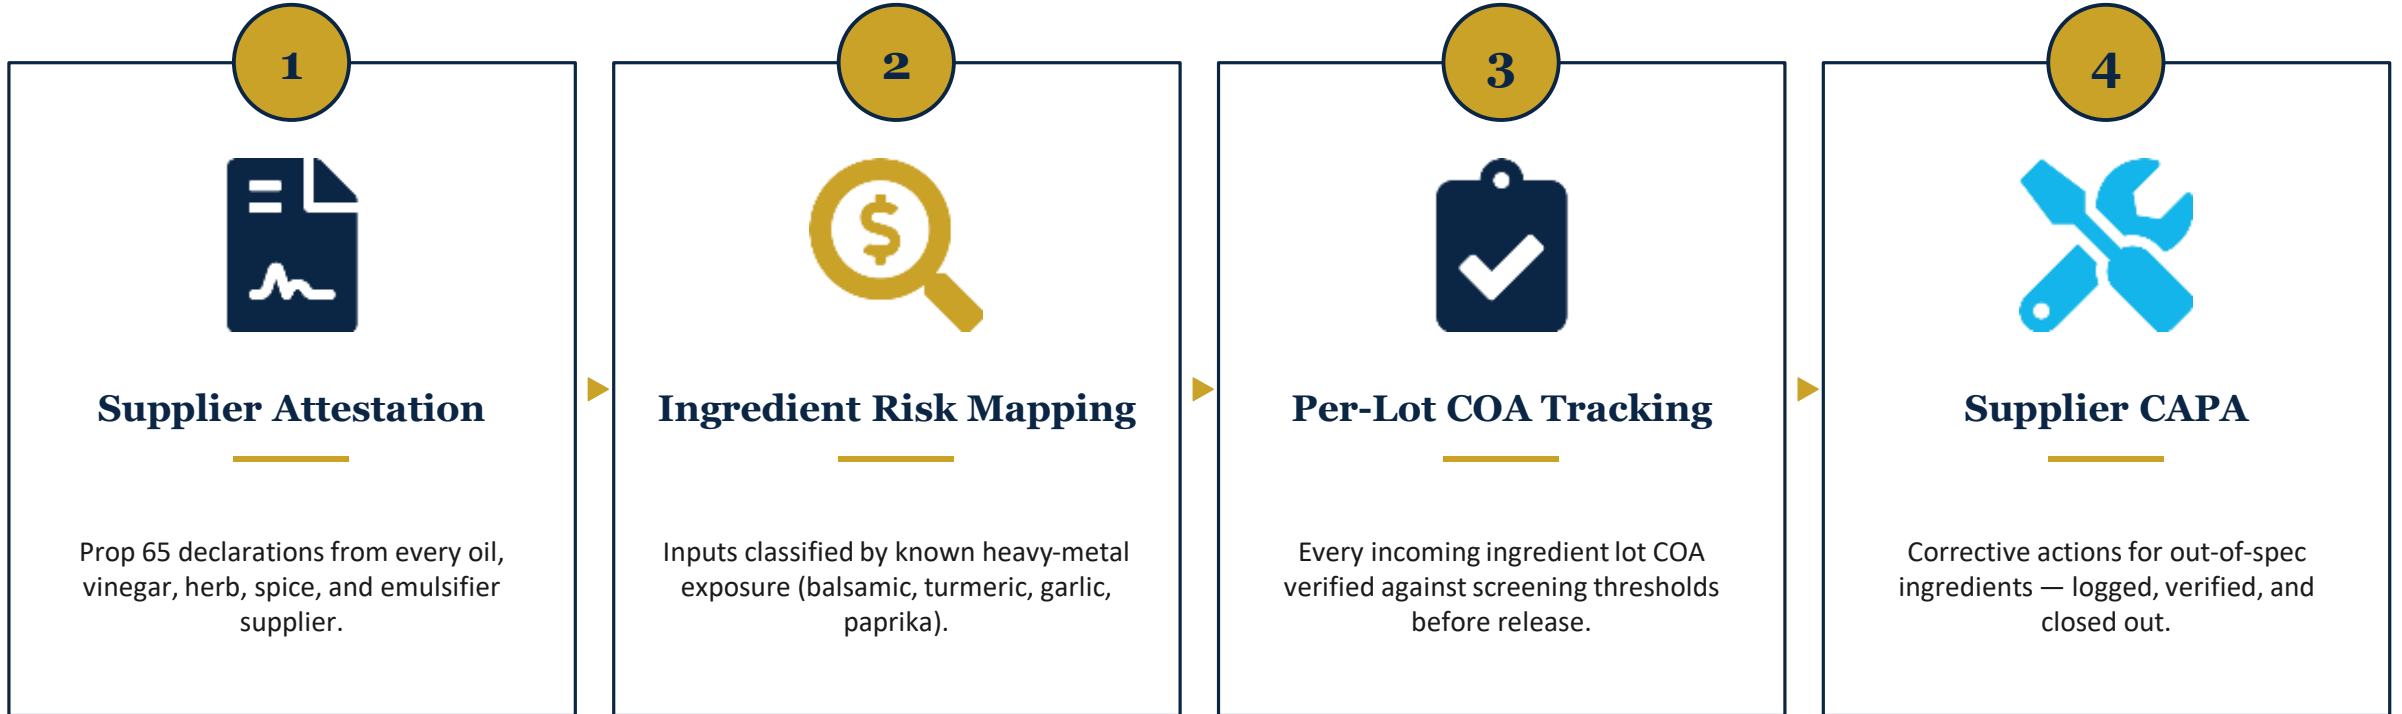 1
Supplier Attestation
Prop 65 declarations from every oil,
vinegar, herb, spice, and emulsifier
supplier.
2
$
Ingredient Risk Mapping
Inputs classified by known heavy-metal
exposure (balsamic, turmeric, garlic,
paprika).
3
Per-Lot COA Tracking
Every incoming ingredient lot COA
verified against screening thresholds
before release.
4
Supplier CAPA
Corrective actions for out-of-spec
ingredients — logged, verified, and
closed out.